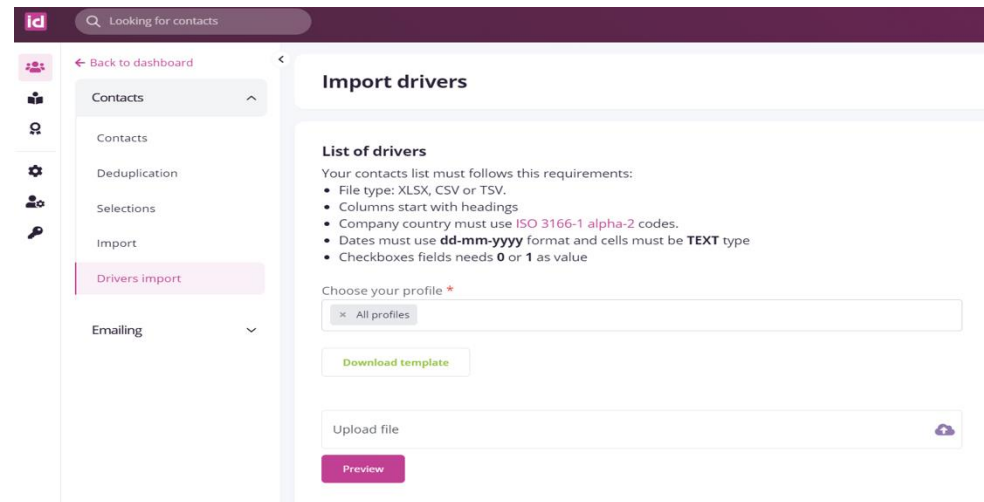 id
Looking for contacts
← Back to dashboard
Contacts
Contacts
Deduplication
Selections
Import
Drivers import
Emailing
Import drivers
List of drivers
Your contacts list must follows this requirements:
• File type: XLSX, CSV or TSV.
• Columns start with headings
• Company country must use ISO 3166-1 alpha-2 codes.
• Dates must use dd-mm-yyyy format and cells must be TEXT type
• Checkboxes fields needs 0 or 1 as value
Choose your profile *
× All profiles
Download template
Upload file
Preview